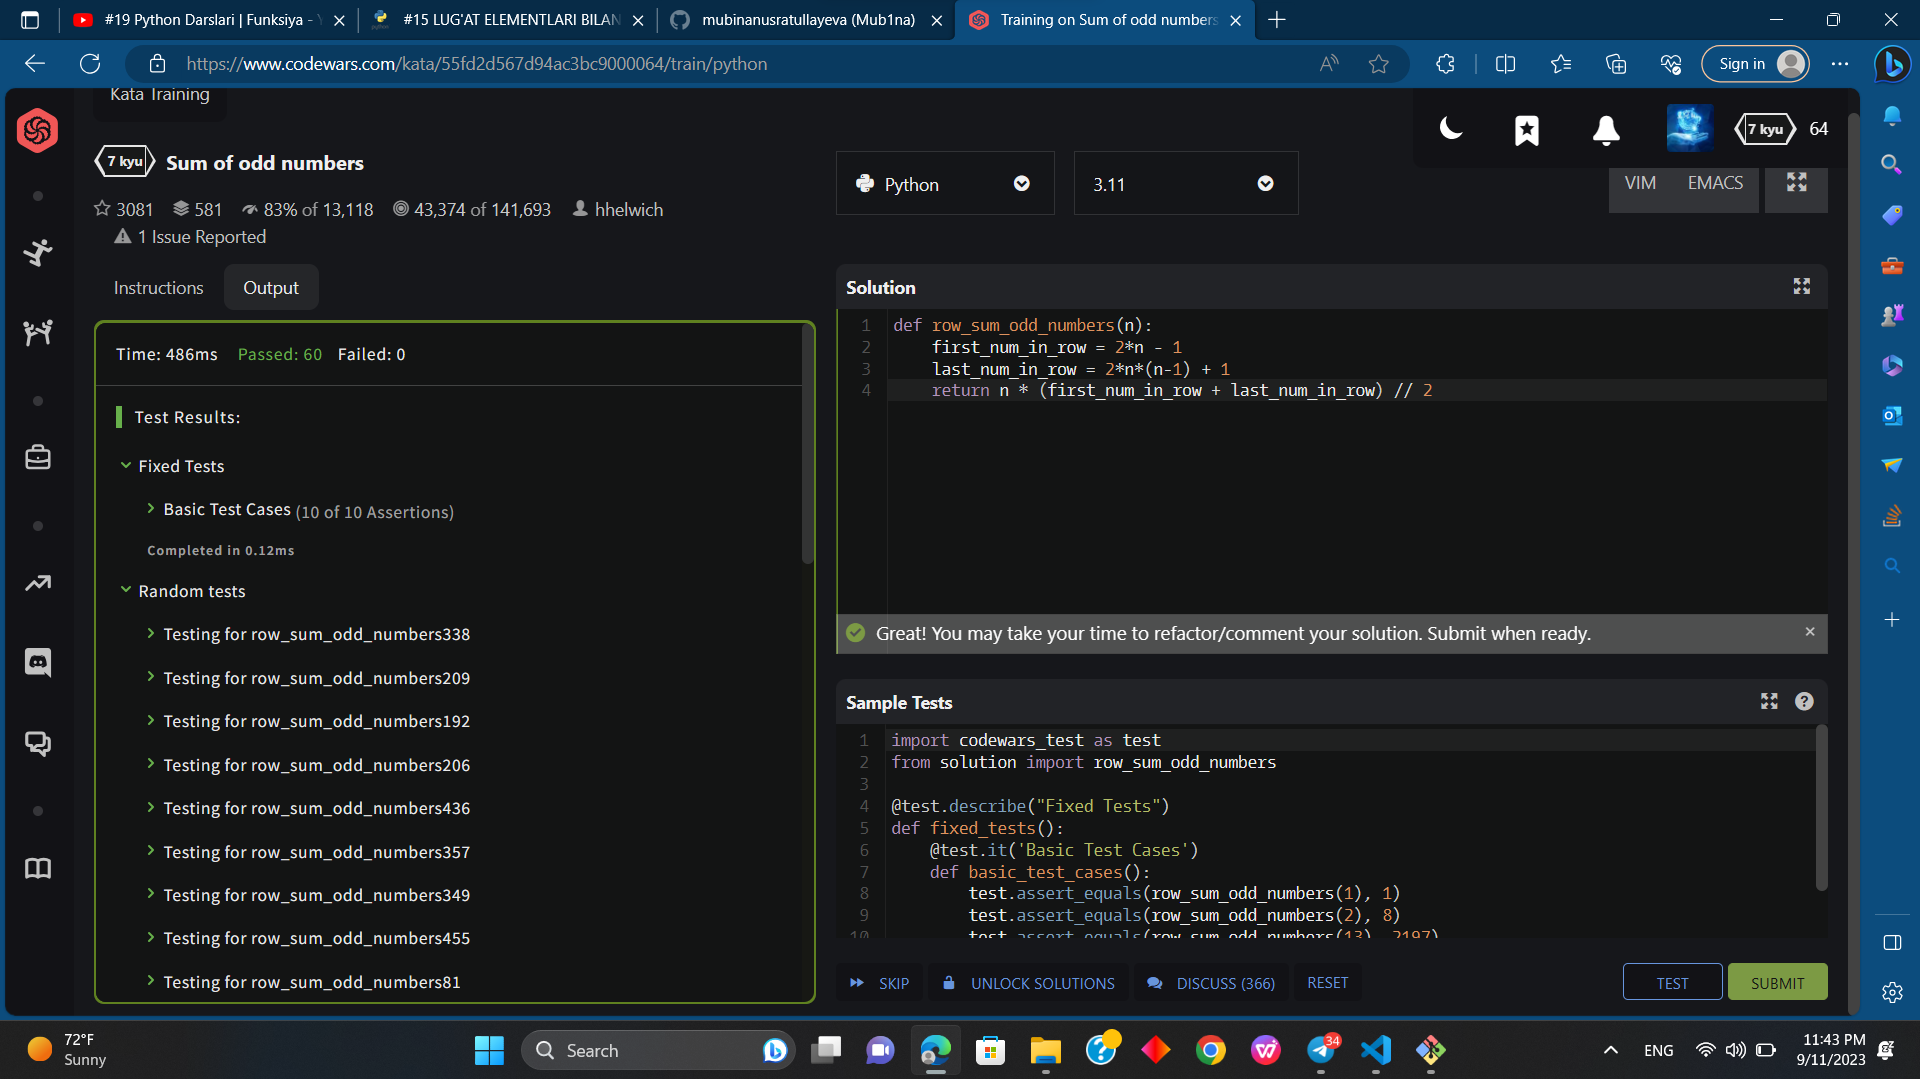 #19 Python Darslari | Funksiya -
#15 LUG'AT ELEMENTLARI BILAN
mubinanusratullayeva (Mub1na)
Training on Sum of odd numbers
https://www.codewars.com/kata/55fd2d567d94ac3bc9000064/train/python
Sign in
Kata Training
7 kyu
64
7 kyu
Sum of odd numbers
3081
581
83% of 13,118
43,374 of 141,693
hhelwich
1 Issue Reported
Python
3.11
VIM
EMACS
Instructions
Output
Time: 486ms Passed: 60 Failed: 0
Test Results:
Fixed Tests
Basic Test Cases (10 of 10 Assertions)
Completed in 0.12ms
Random tests
Testing for row_sum_odd_numbers338
Testing for row_sum_odd_numbers209
Testing for row_sum_odd_numbers192
Testing for row_sum_odd_numbers206
Testing for row_sum_odd_numbers436
Testing for row_sum_odd_numbers357
Testing for row_sum_odd_numbers349
Testing for row_sum_odd_numbers455
Testing for row_sum_odd_numbers81
Solution
1 def row_sum_odd_numbers(n):
2 first_num_in_row = 2*n - 1
3 last_num_in_row = 2*n*(n-1) + 1
4 return n * (first_num_in_row + last_num_in_row) // 2
Great! You may take your time to refactor/comment your solution. Submit when ready.
Sample Tests
1 import codewars_test as test
2 from solution import row_sum_odd_numbers
3
4 @test.describe("Fixed Tests")
5 def fixed_tests():
6 @test.it('Basic Test Cases')
7 def basic_test_cases():
8 test.assert_equals(row_sum_odd_numbers(1), 1)
9 test.assert_equals(row_sum_odd_numbers(2), 8)
10 test.assert_equals(row_sum_odd_numbers(13), 2197)
SKIP
UNLOCK SOLUTIONS
DISCUSS (366)
RESET
TEST
SUBMIT
72°F
Sunny
Search
34
ENG
11:43 PM
9/11/2023